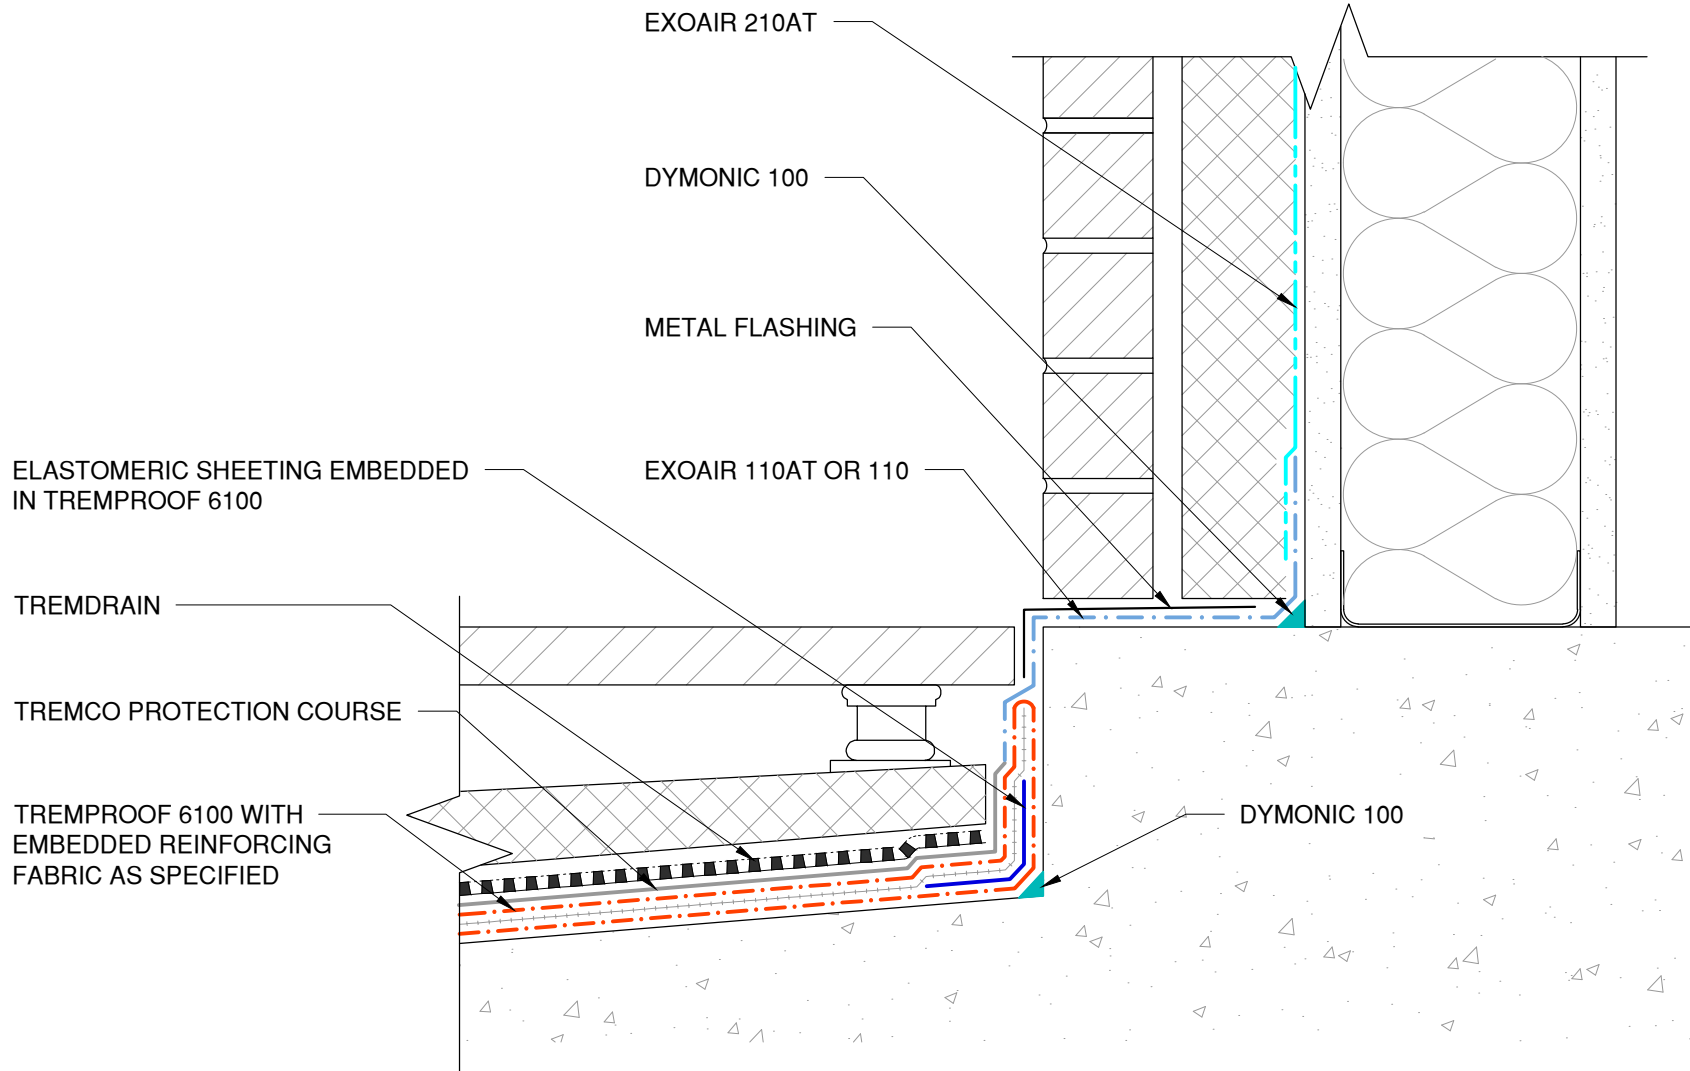 EXOAIR 210AT
DYMONIC 100
METAL FLASHING
ELASTOMERIC SHEETING EMBEDDED
IN TREMPROOF 6100
EXOAIR 110AT OR 110
TREMDRAIN
TREMCO PROTECTION COURSE
TREMPROOF 6100 WITH
EMBEDDED REINFORCING
FABRIC AS SPECIFIED
DYMONIC 100